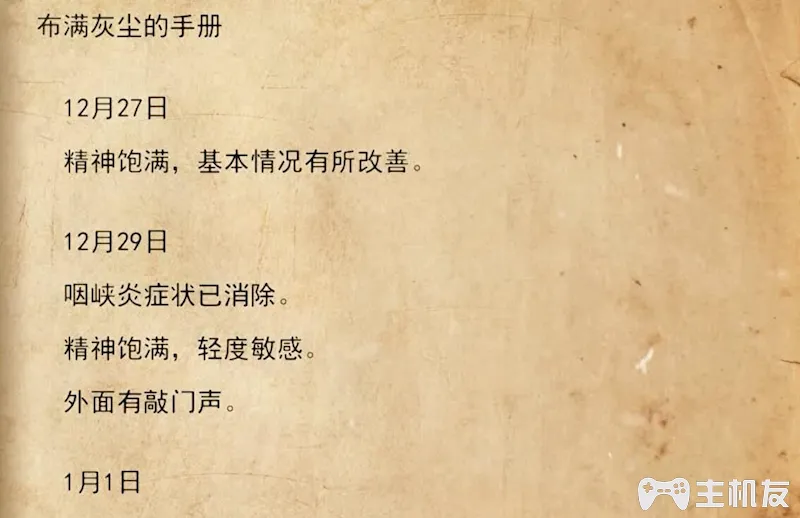 布满灰尘的手册
12月27日
精神饱满，基本情况有所改善。
12月29日
咽峡炎症状已消除。
精神饱满，轻度敏感。
外面有敲门声。
1月1日
主机友